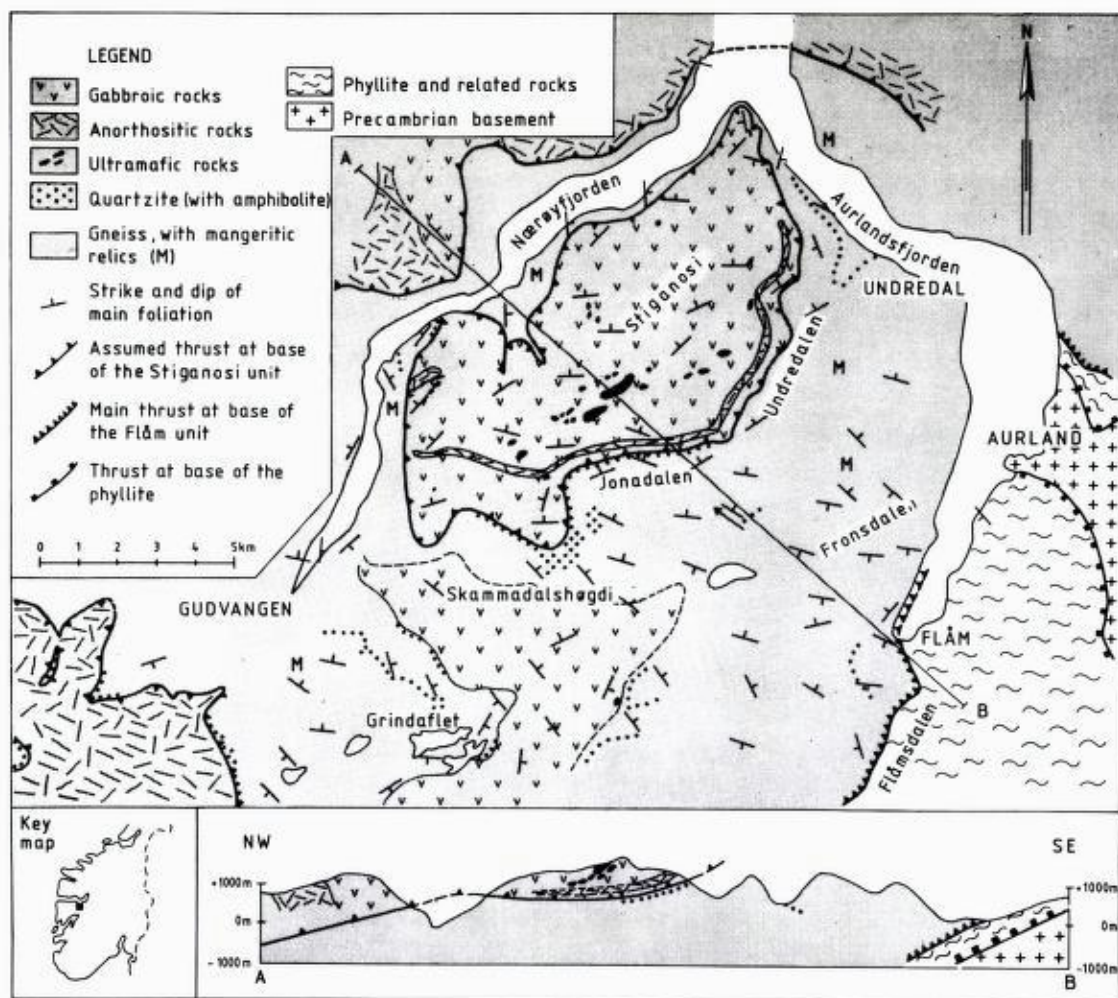 LEGEND
Gabbroic rocks
Anorthositic rocks
Ultramafic rocks
Quartzite (with amphibolite)
Gneiss, with mangeritic
relics (M)
Strike and dip of
main foliation
Assumed thrust at base
of the Stiganosi unit
Main thrust at base of
the Flåm unit
Thrust at base of the
phyllite
0 1 2 3 4 5km
Phyllite and related rocks
Precambrian basement
N
A
M
Nærøyfjorden
Aurlandsfjorden
M
UNDREDAL
Stiganosi
Undredalen
M
M
AURLAND
Jonadalen
M
Fronsdalen
Skammadalshøgdi
GUDVANGEN
FLÅM
M
B
Grindaflet
Flåmsdalen
Key
map
NW
SE
+1000m
0m
-1000m
A
+1000m
0m
-1000m
B